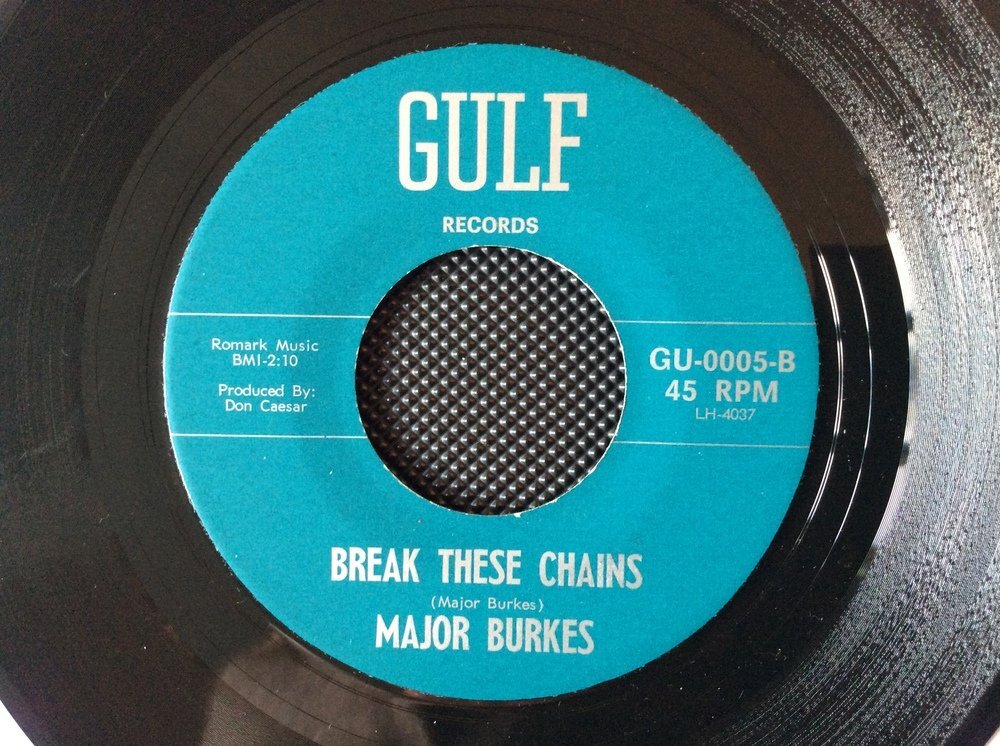 GULF
RECORDS
Romark Music
BMI-2:10
Produced By:
Don Caesar
GU-0005-B
45 RPM
LH-4037
BREAK THESE CHAINS
(Major Burkes)
MAJOR BURKES